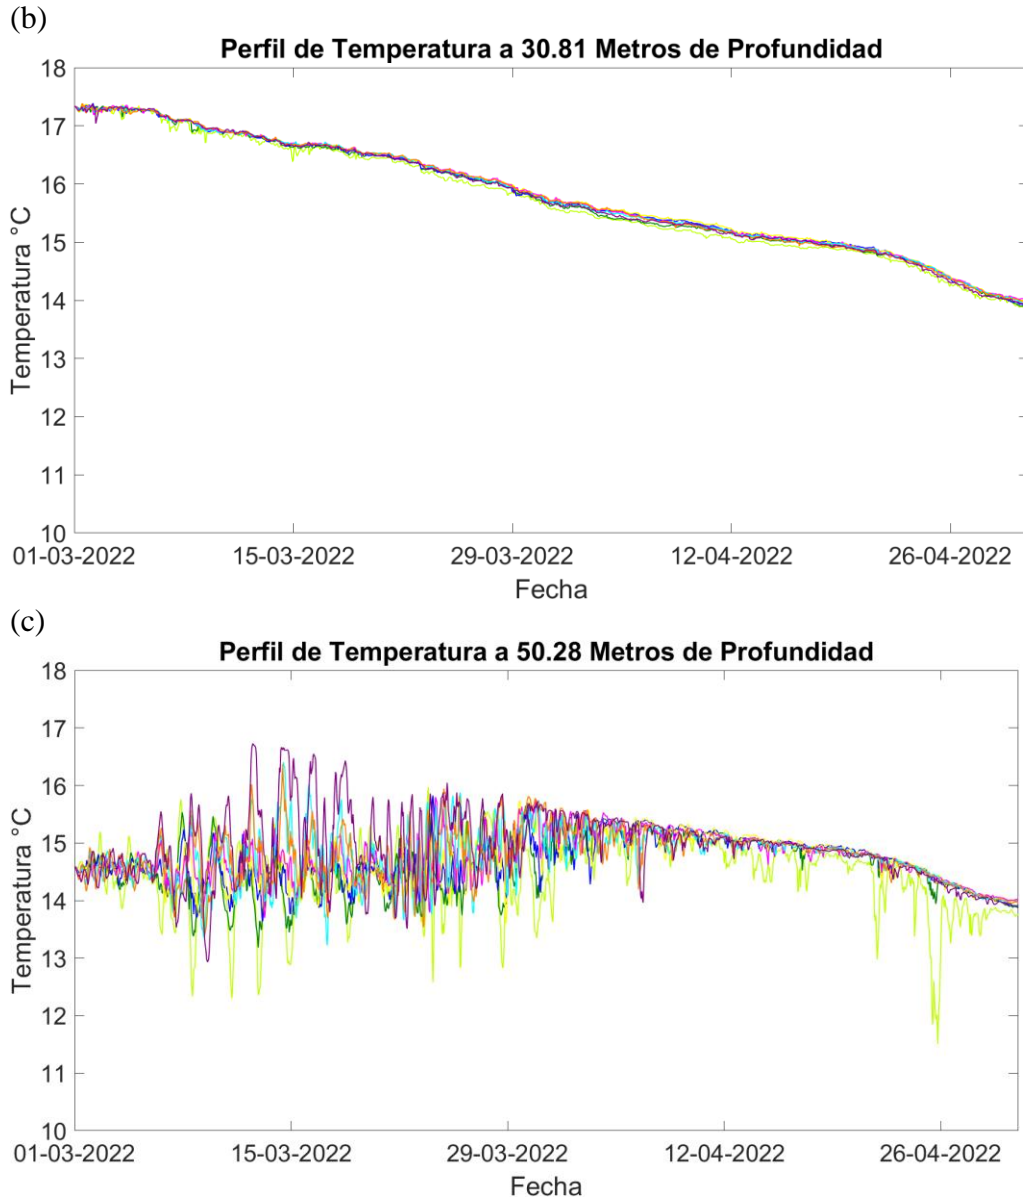 (b)
Perfil de Temperatura a 30.81 Metros de Profundidad
18
17
16
15
14
13
12
11
10
Temperatura °C
01-03-2022 15-03-2022 29-03-2022 12-04-2022 26-04-2022
Fecha
(c)
Perfil de Temperatura a 50.28 Metros de Profundidad
18
17
16
15
14
13
12
11
10
Temperatura °C
01-03-2022 15-03-2022 29-03-2022 12-04-2022 26-04-2022
Fecha